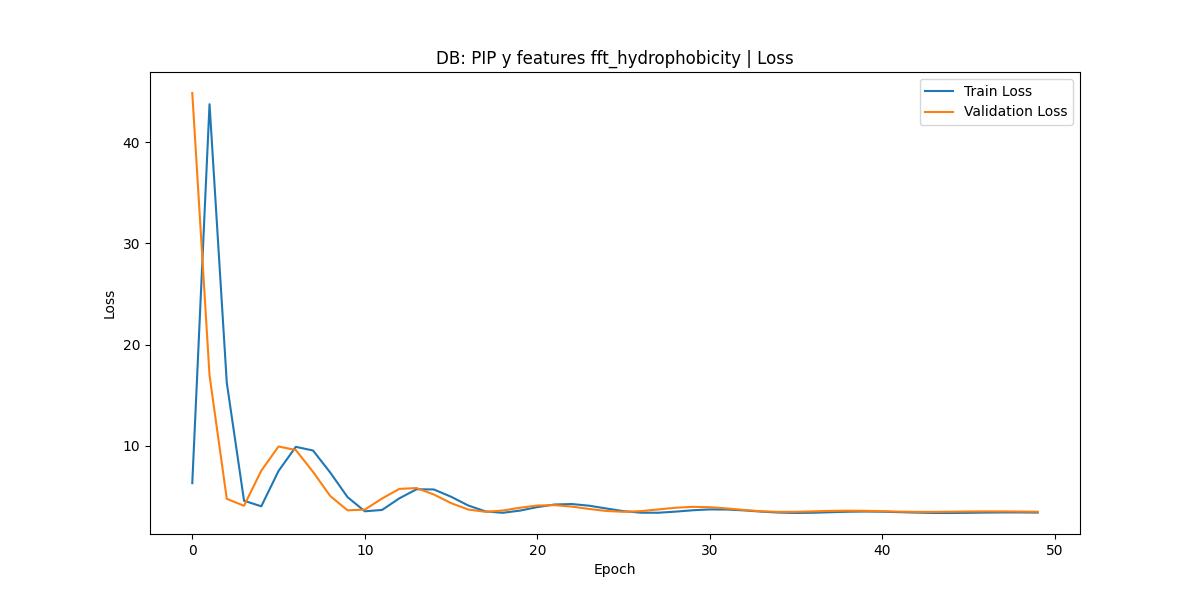 DB: PIP y features fft_hydrophobicity | Loss
Train Loss
Validation Loss
Loss
40
30
20
10
0 10 20 30 40 50
Epoch